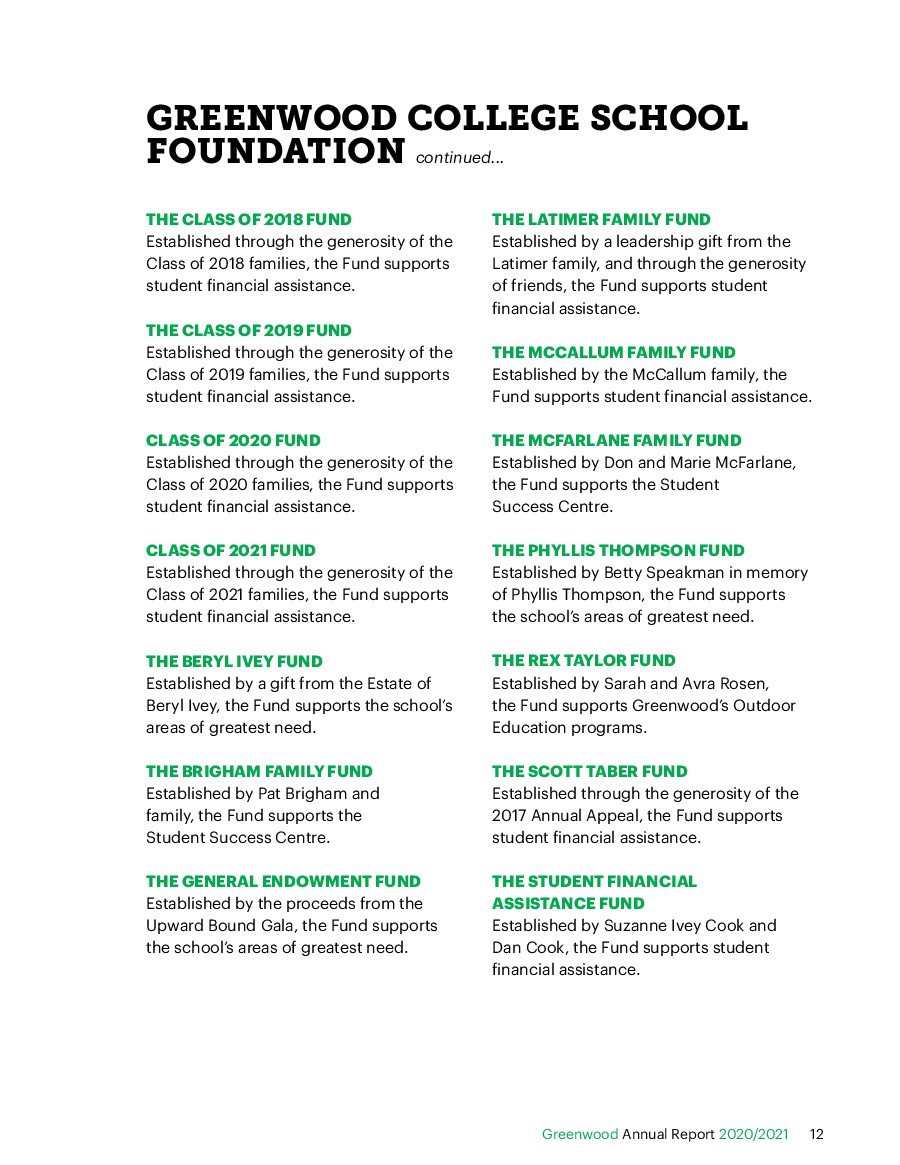 GREENWOOD COLLEGE SCHOOL
FOUNDATION continued...
THE CLASS OF 2018 FUND
Established through the generosity of the
Class of 2018 families, the Fund supports
student financial assistance.
THE CLASS OF 2019 FUND
Established through the generosity of the
Class of 2019 families, the Fund supports
student financial assistance.
CLASS OF 2020 FUND
Established through the generosity of the
Class of 2020 families, the Fund supports
student financial assistance.
CLASS OF 2021 FUND
Established through the generosity of the
Class of 2021 families, the Fund supports
student financial assistance.
THE BERYL IVEY FUND
Established by a gift from the Estate of
Beryl Ivey, the Fund supports the school’s
areas of greatest need.
THE BRIGHAM FAMILY FUND
Established by Pat Brigham and
family, the Fund supports the
Student Success Centre.
THE GENERAL ENDOWMENT FUND
Established by the proceeds from the
Upward Bound Gala, the Fund supports
the school’s areas of greatest need.
THE LATIMER FAMILY FUND
Established by a leadership gift from the
Latimer family, and through the generosity
of friends, the Fund supports student
financial assistance.
THE MCCALLUM FAMILY FUND
Established by the McCallum family, the
Fund supports student financial assistance.
THE MCFARLANE FAMILY FUND
Established by Don and Marie McFarlane,
the Fund supports the Student
Success Centre.
THE PHYLLIS THOMPSON FUND
Established by Betty Speakman in memory
of Phyllis Thompson, the Fund supports
the school’s areas of greatest need.
THE REX TAYLOR FUND
Established by Sarah and Avra Rosen,
the Fund supports Greenwood’s Outdoor
Education programs.
THE SCOTT TABER FUND
Established through the generosity of the
2017 Annual Appeal, the Fund supports
student financial assistance.
THE STUDENT FINANCIAL
ASSISTANCE FUND
Established by Suzanne Ivey Cook and
Dan Cook, the Fund supports student
financial assistance.
Greenwood Annual Report 2020/2021 12